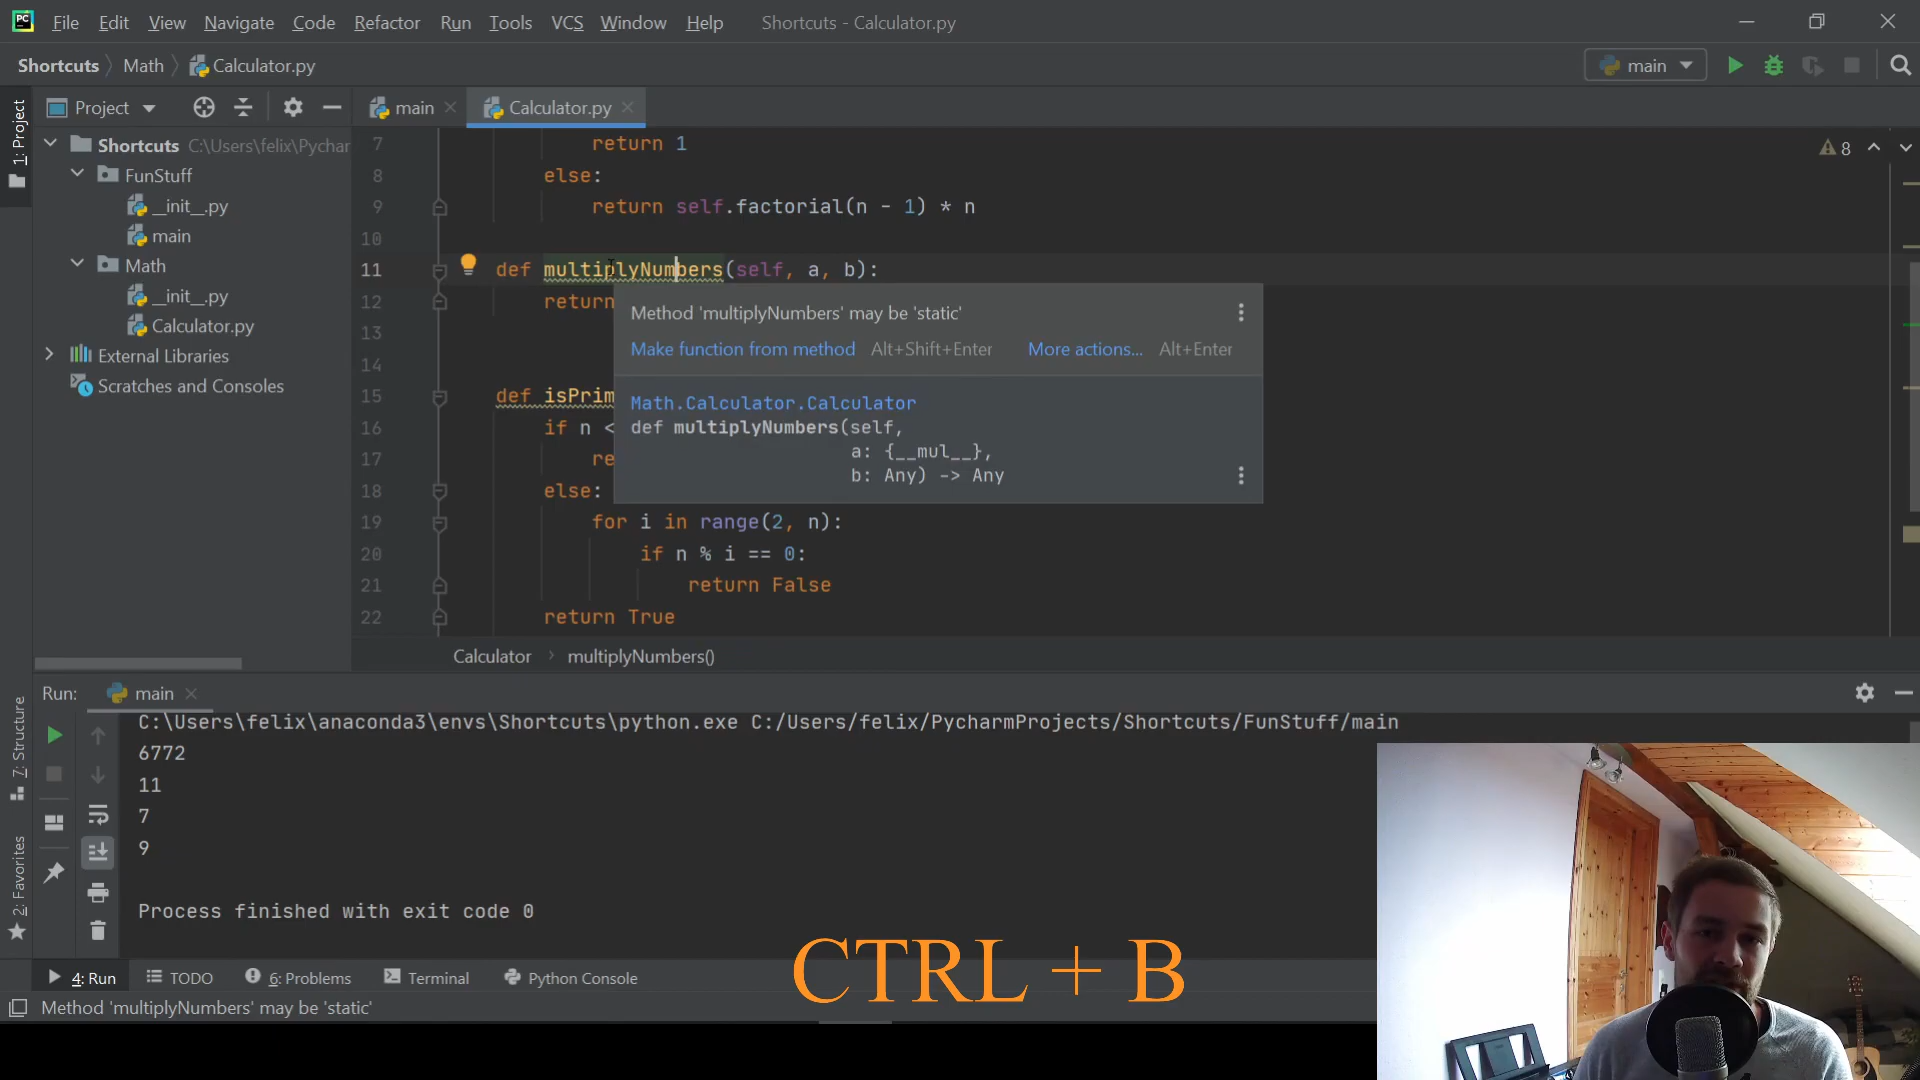 PC File Edit View Navigate Code Refactor Run Tools VCS Window Help Shortcuts - Calculator.py
Shortcuts Math Calculator.py main
1: Project
Project
main
Calculator.py
Shortcuts C:\Users\felix\Pychar
FunStuff
__init__.py
main
Math
__init__.py
Calculator.py
External Libraries
Scratches and Consoles
8
7 return 1
8 else:
9 return self.factorial(n - 1) * n
10
11 def multiplyNumbers(self, a, b):
12 return
13
14
15 def isPrim
16 if n <
17 re
18 else:
19 for i in range(2, n):
20 if n % i == 0:
21 return False
22 return True
Method 'multiplyNumbers' may be 'static'
Make function from method Alt+Shift+Enter More actions... Alt+Enter
Math.Calculator.Calculator
def multiplyNumbers(self,
a: {__mul__},
b: Any) -> Any
Calculator multiplyNumbers()
Run: main
7: Structure
2: Favorites
C:\Users\felix\anaconda3\envs\Shortcuts\python.exe C:/Users/felix/PycharmProjects/Shortcuts/FunStuff/main
6772
11
7
9
Process finished with exit code 0
CTRL + B
4: Run TODO 6: Problems Terminal Python Console
Method 'multiplyNumbers' may be 'static'